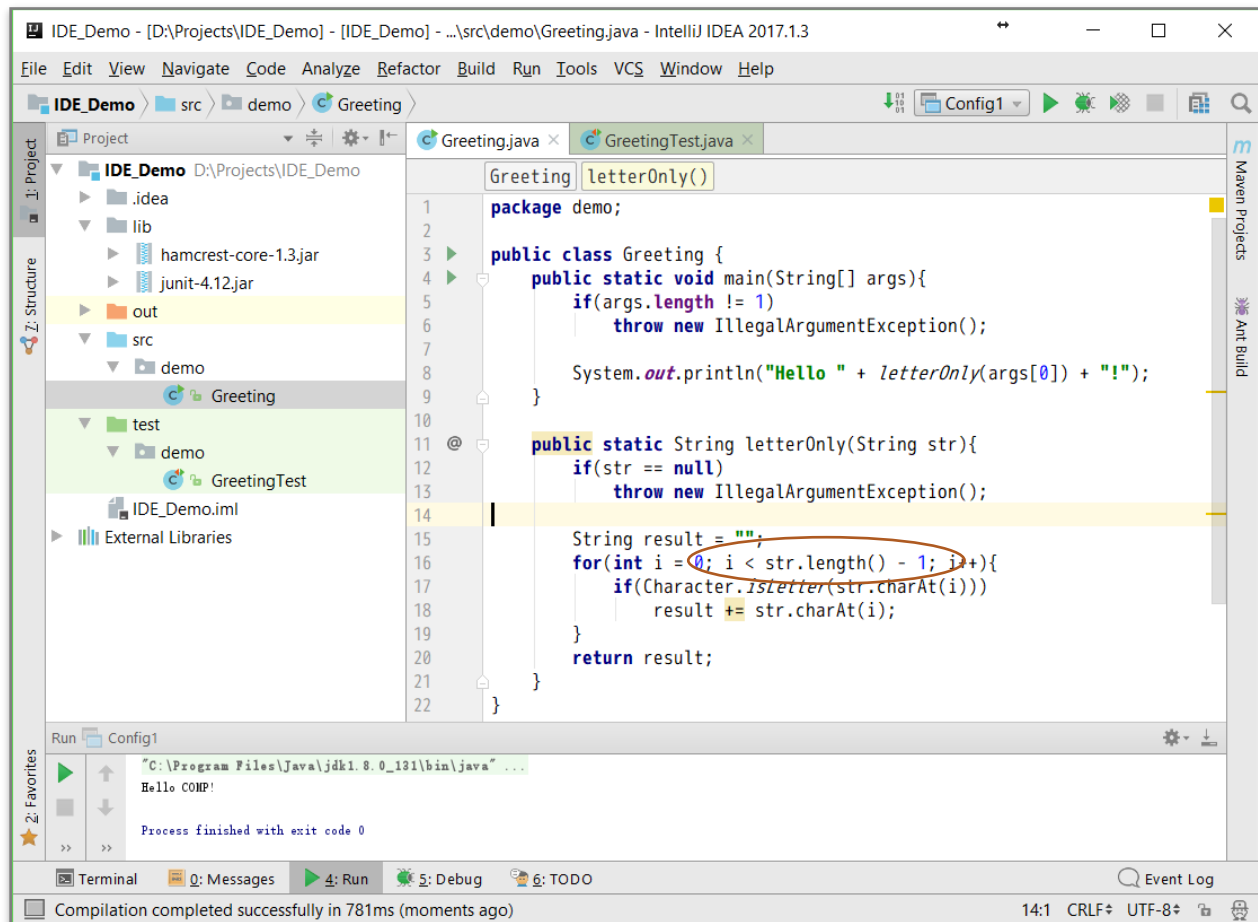 IDE_Demo - [D:\Projects\IDE_Demo] - [IDE_Demo] - ...\src\demo\Greeting.java - IntelliJ IDEA 2017.1.3
File Edit View Navigate Code Analyze Refactor Build Run Tools VCS Window Help
IDE_Demo src demo Greeting Config1
1: Project
Z: Structure
2: Favorites
Project
IDE_Demo D:\Projects\IDE_Demo
.idea
lib
hamcrest-core-1.3.jar
junit-4.12.jar
out
src
demo
Greeting
test
demo
GreetingTest
IDE_Demo.iml
External Libraries
Greeting.java GreetingTest.java
Greeting letterOnly()
1 package demo;
2
3 public class Greeting {
4 public static void main(String[] args){
5 if(args.length != 1)
6 throw new IllegalArgumentException();
7
8 System.out.println("Hello " + letterOnly(args[0]) + "!");
9 }
10
11 @ public static String letterOnly(String str){
12 if(str == null)
13 throw new IllegalArgumentException();
14
15 String result = "";
16 for(int i = 0; i < str.length() - 1; i++){
17 if(Character.isLetter(str.charAt(i)))
18 result += str.charAt(i);
19 }
20 return result;
21 }
22 }
Maven Projects
Ant Build
Run Config1
"C:\Program Files\Java\jdk1.8.0_131\bin\java" ...
Hello COMP!
Process finished with exit code 0
Terminal 0: Messages 4: Run 5: Debug 6: TODO Event Log
Compilation completed successfully in 781ms (moments ago) 14:1 CRLF UTF-8